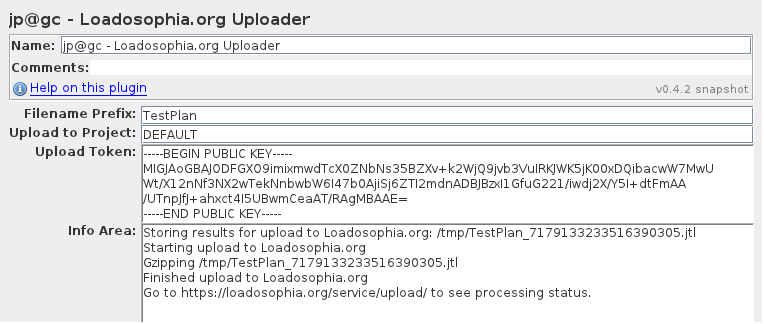 jp@gc - Loadosophia.org Uploader
Name: jp@gc - Loadosophia.org Uploader
Comments:
Help on this plugin v0.4.2 snapshot
Filename Prefix: TestPlan
Upload to Project: DEFAULT
Upload Token: -----BEGIN PUBLIC KEY-----
MIGJAoGBAJODFGXO9imixmwdTcX0ZNbNs35BZXv+k2WjQ9jvb3VuIRKJWK5jK00xDQibacwW7MwU
Wt/X12nNf3NX2wTekNnbwbW6I47b0AjiSj6ZTI2mdnADBJBzxI1GfuG221/iwdj2X/Y5I+dtFmAA
/UTnpJfJ+ahxct4I5UBwmCeaAT/RAgMBAAE=
-----END PUBLIC KEY-----
Info Area: Storing results for upload to Loadosophia.org: /tmp/TestPlan_7179133233516390305.jtl
Starting upload to Loadosophia.org
Gzipping /tmp/TestPlan_7179133233516390305.jtl
Finished upload to Loadosophia.org
Go to https://loadosophia.org/service/upload/ to see processing status.